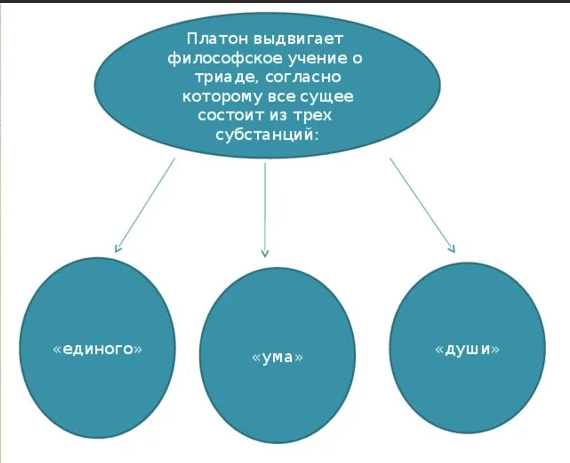 Платон выдвигает
философское учение о
триаде, согласно
которому все сущее
состоит из трех
субстанций:
«единого»
«ума»
«души»